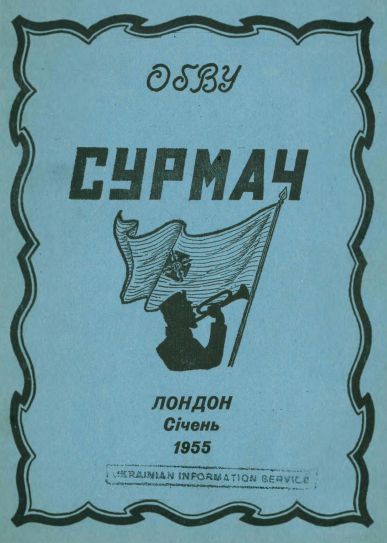 ОБВУ
СУРМАЧ
ЛОНДОН
Січень
1955
UKRAINIAN INFORMATION SERVICE